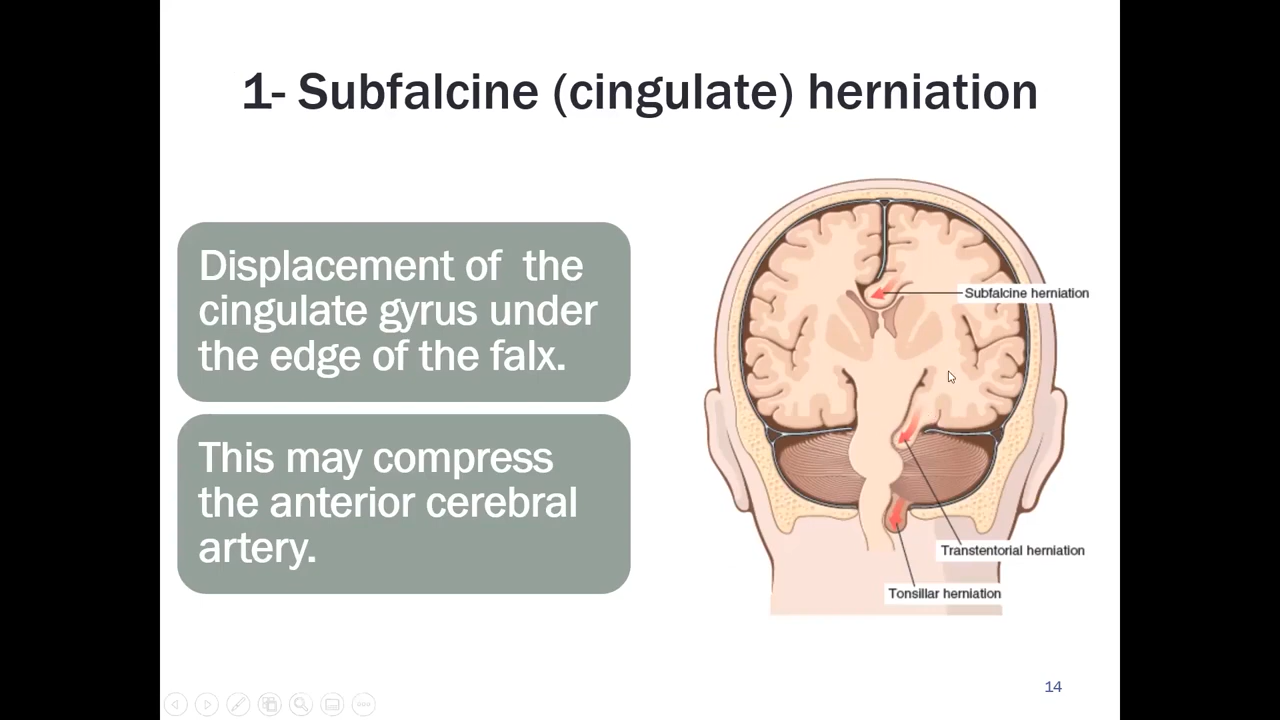 1- Subfalcine (cingulate) herniation
Displacement of the
cingulate gyrus under
the edge of the falx.
This may compress
the anterior cerebral
artery.
Subfalcine herniation
Transtentorial herniation
Tonsillar herniation
14